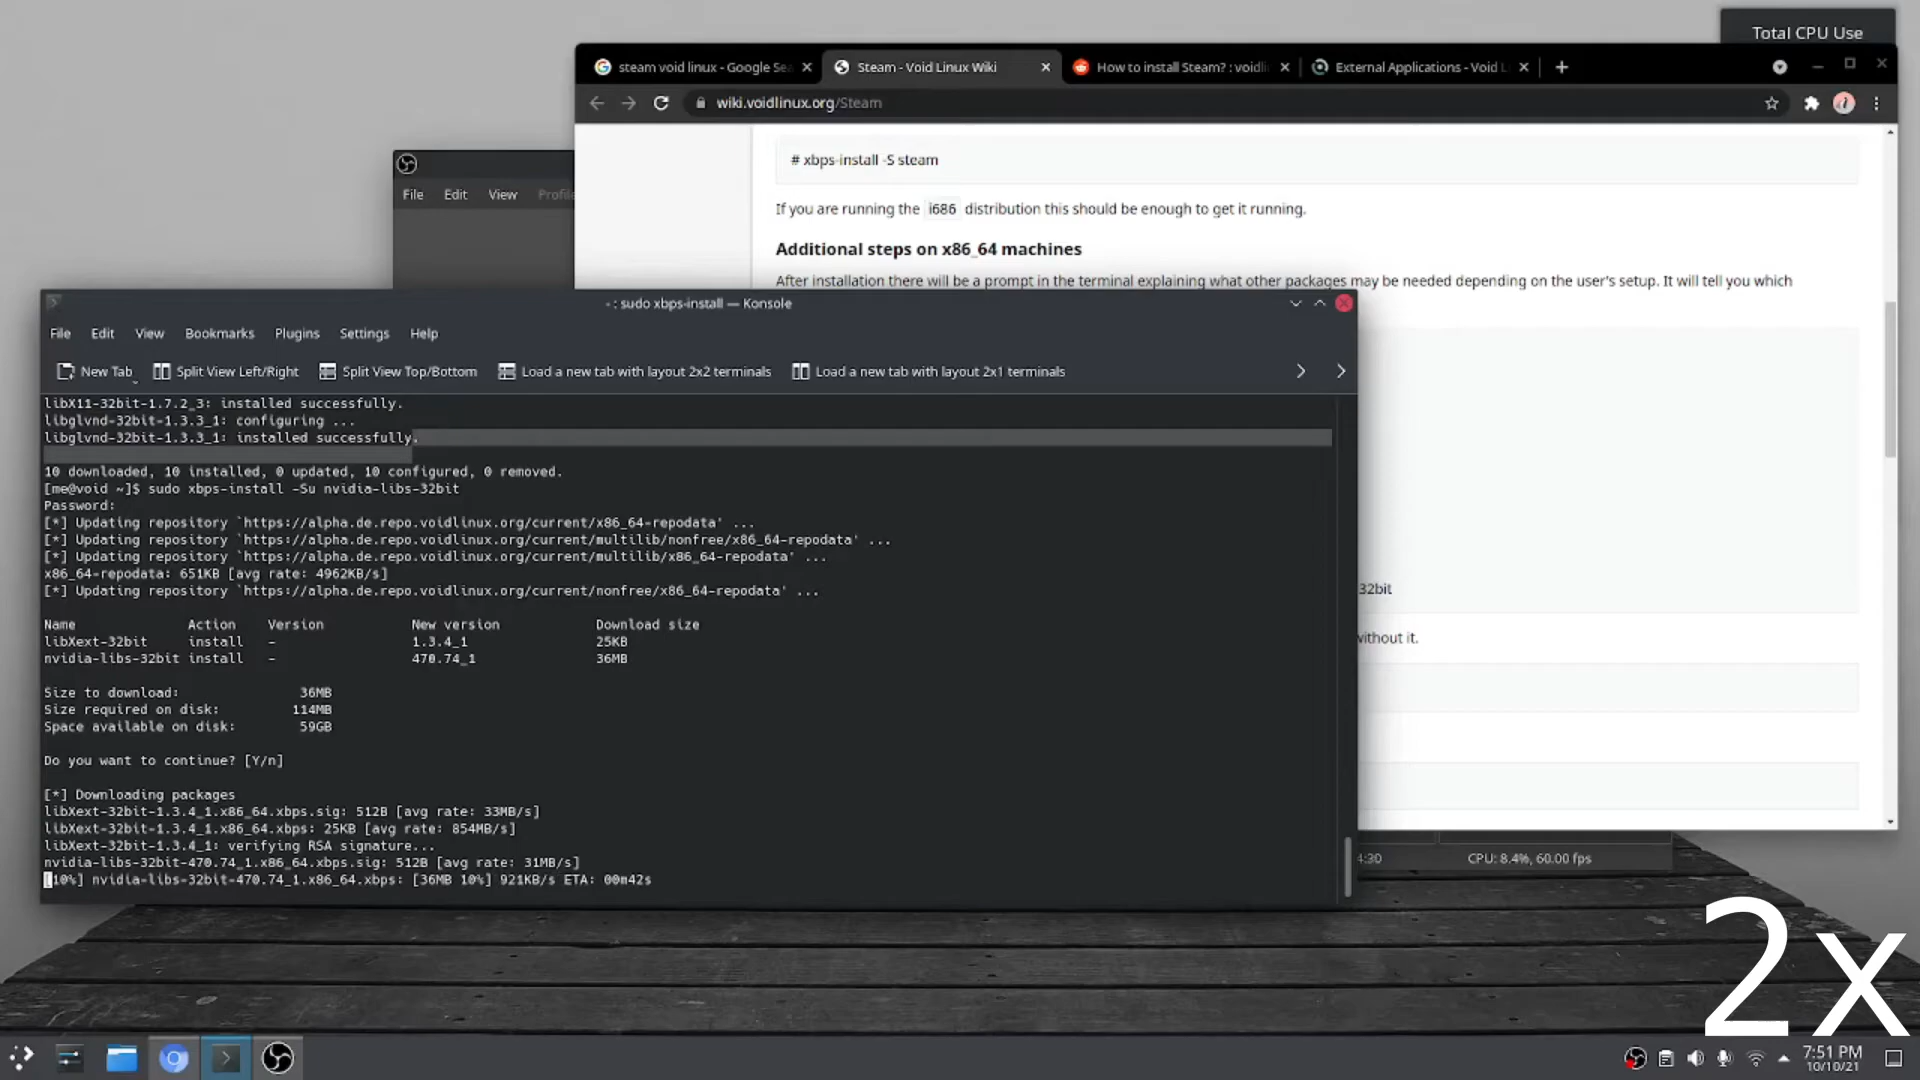 Total CPU Use
steam void linux - Google Sea
Steam - Void Linux Wiki
How to install Steam? : voidli
External Applications - Void L
wiki.voidlinux.org/Steam
# xbps-install -S steam
If you are running the i686 distribution this should be enough to get it running.
Additional steps on x86_64 machines
After installation there will be a prompt in the terminal explaining what other packages may be needed depending on the user's setup. It will tell you which
File Edit View Profile
- : sudo xbps-install — Konsole
File Edit View Bookmarks Plugins Settings Help
New Tab Split View Left/Right Split View Top/Bottom Load a new tab with layout 2x2 terminals Load a new tab with layout 2x1 terminals
libX11-32bit-1.7.2_3: installed successfully.
libglvnd-32bit-1.3.3_1: configuring ...
libglvnd-32bit-1.3.3_1: installed successfully.
10 downloaded, 10 installed, 0 updated, 10 configured, 0 removed.
[me@void ~]$ sudo xbps-install -Su nvidia-libs-32bit
Password:
[*] Updating repository `https://alpha.de.repo.voidlinux.org/current/x86_64-repodata' ...
[*] Updating repository `https://alpha.de.repo.voidlinux.org/current/multilib/nonfree/x86_64-repodata' ...
[*] Updating repository `https://alpha.de.repo.voidlinux.org/current/multilib/x86_64-repodata' ...
x86_64-repodata: 651KB [avg rate: 4962KB/s]
[*] Updating repository `https://alpha.de.repo.voidlinux.org/current/nonfree/x86_64-repodata' ...
Name Action Version New version Download size
libXext-32bit install - 1.3.4_1 25KB
nvidia-libs-32bit install - 470.74_1 36MB
Size to download: 36MB
Size required on disk: 114MB
Space available on disk: 59GB
Do you want to continue? [Y/n]
[*] Downloading packages
libXext-32bit-1.3.4_1.x86_64.xbps.sig: 512B [avg rate: 33MB/s]
libXext-32bit-1.3.4_1.x86_64.xbps: 25KB [avg rate: 854MB/s]
libXext-32bit-1.3.4_1: verifying RSA signature...
nvidia-libs-32bit-470.74_1.x86_64.xbps.sig: 512B [avg rate: 31MB/s]
[10%] nvidia-libs-32bit-470.74_1.x86_64.xbps: [36MB 10%] 921KB/s ETA: 00m42s
32bit
without it.
4:30 CPU: 8.4%, 60.00 fps
2x
7:51 PM
10/10/21